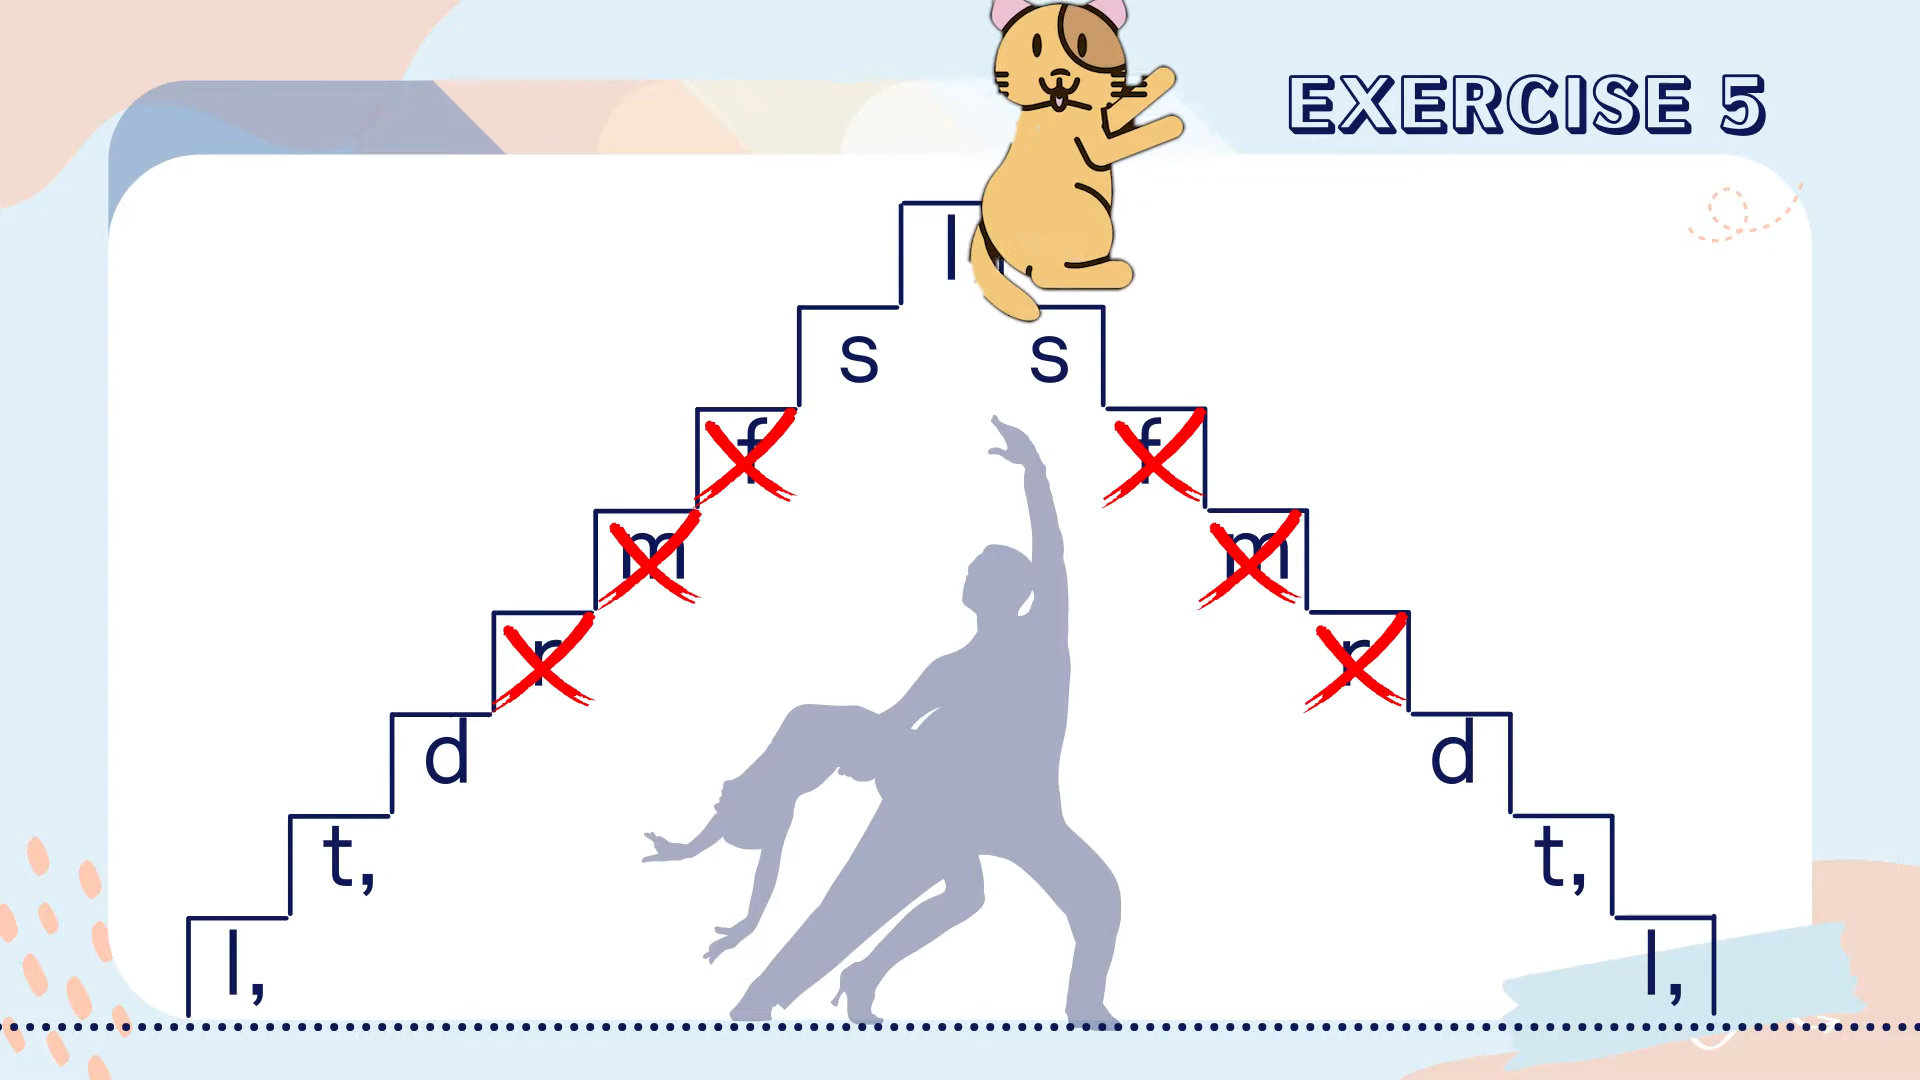 EXERCISE 5
l
s s
f f
m m
r r
d d
t, t,
l, l,